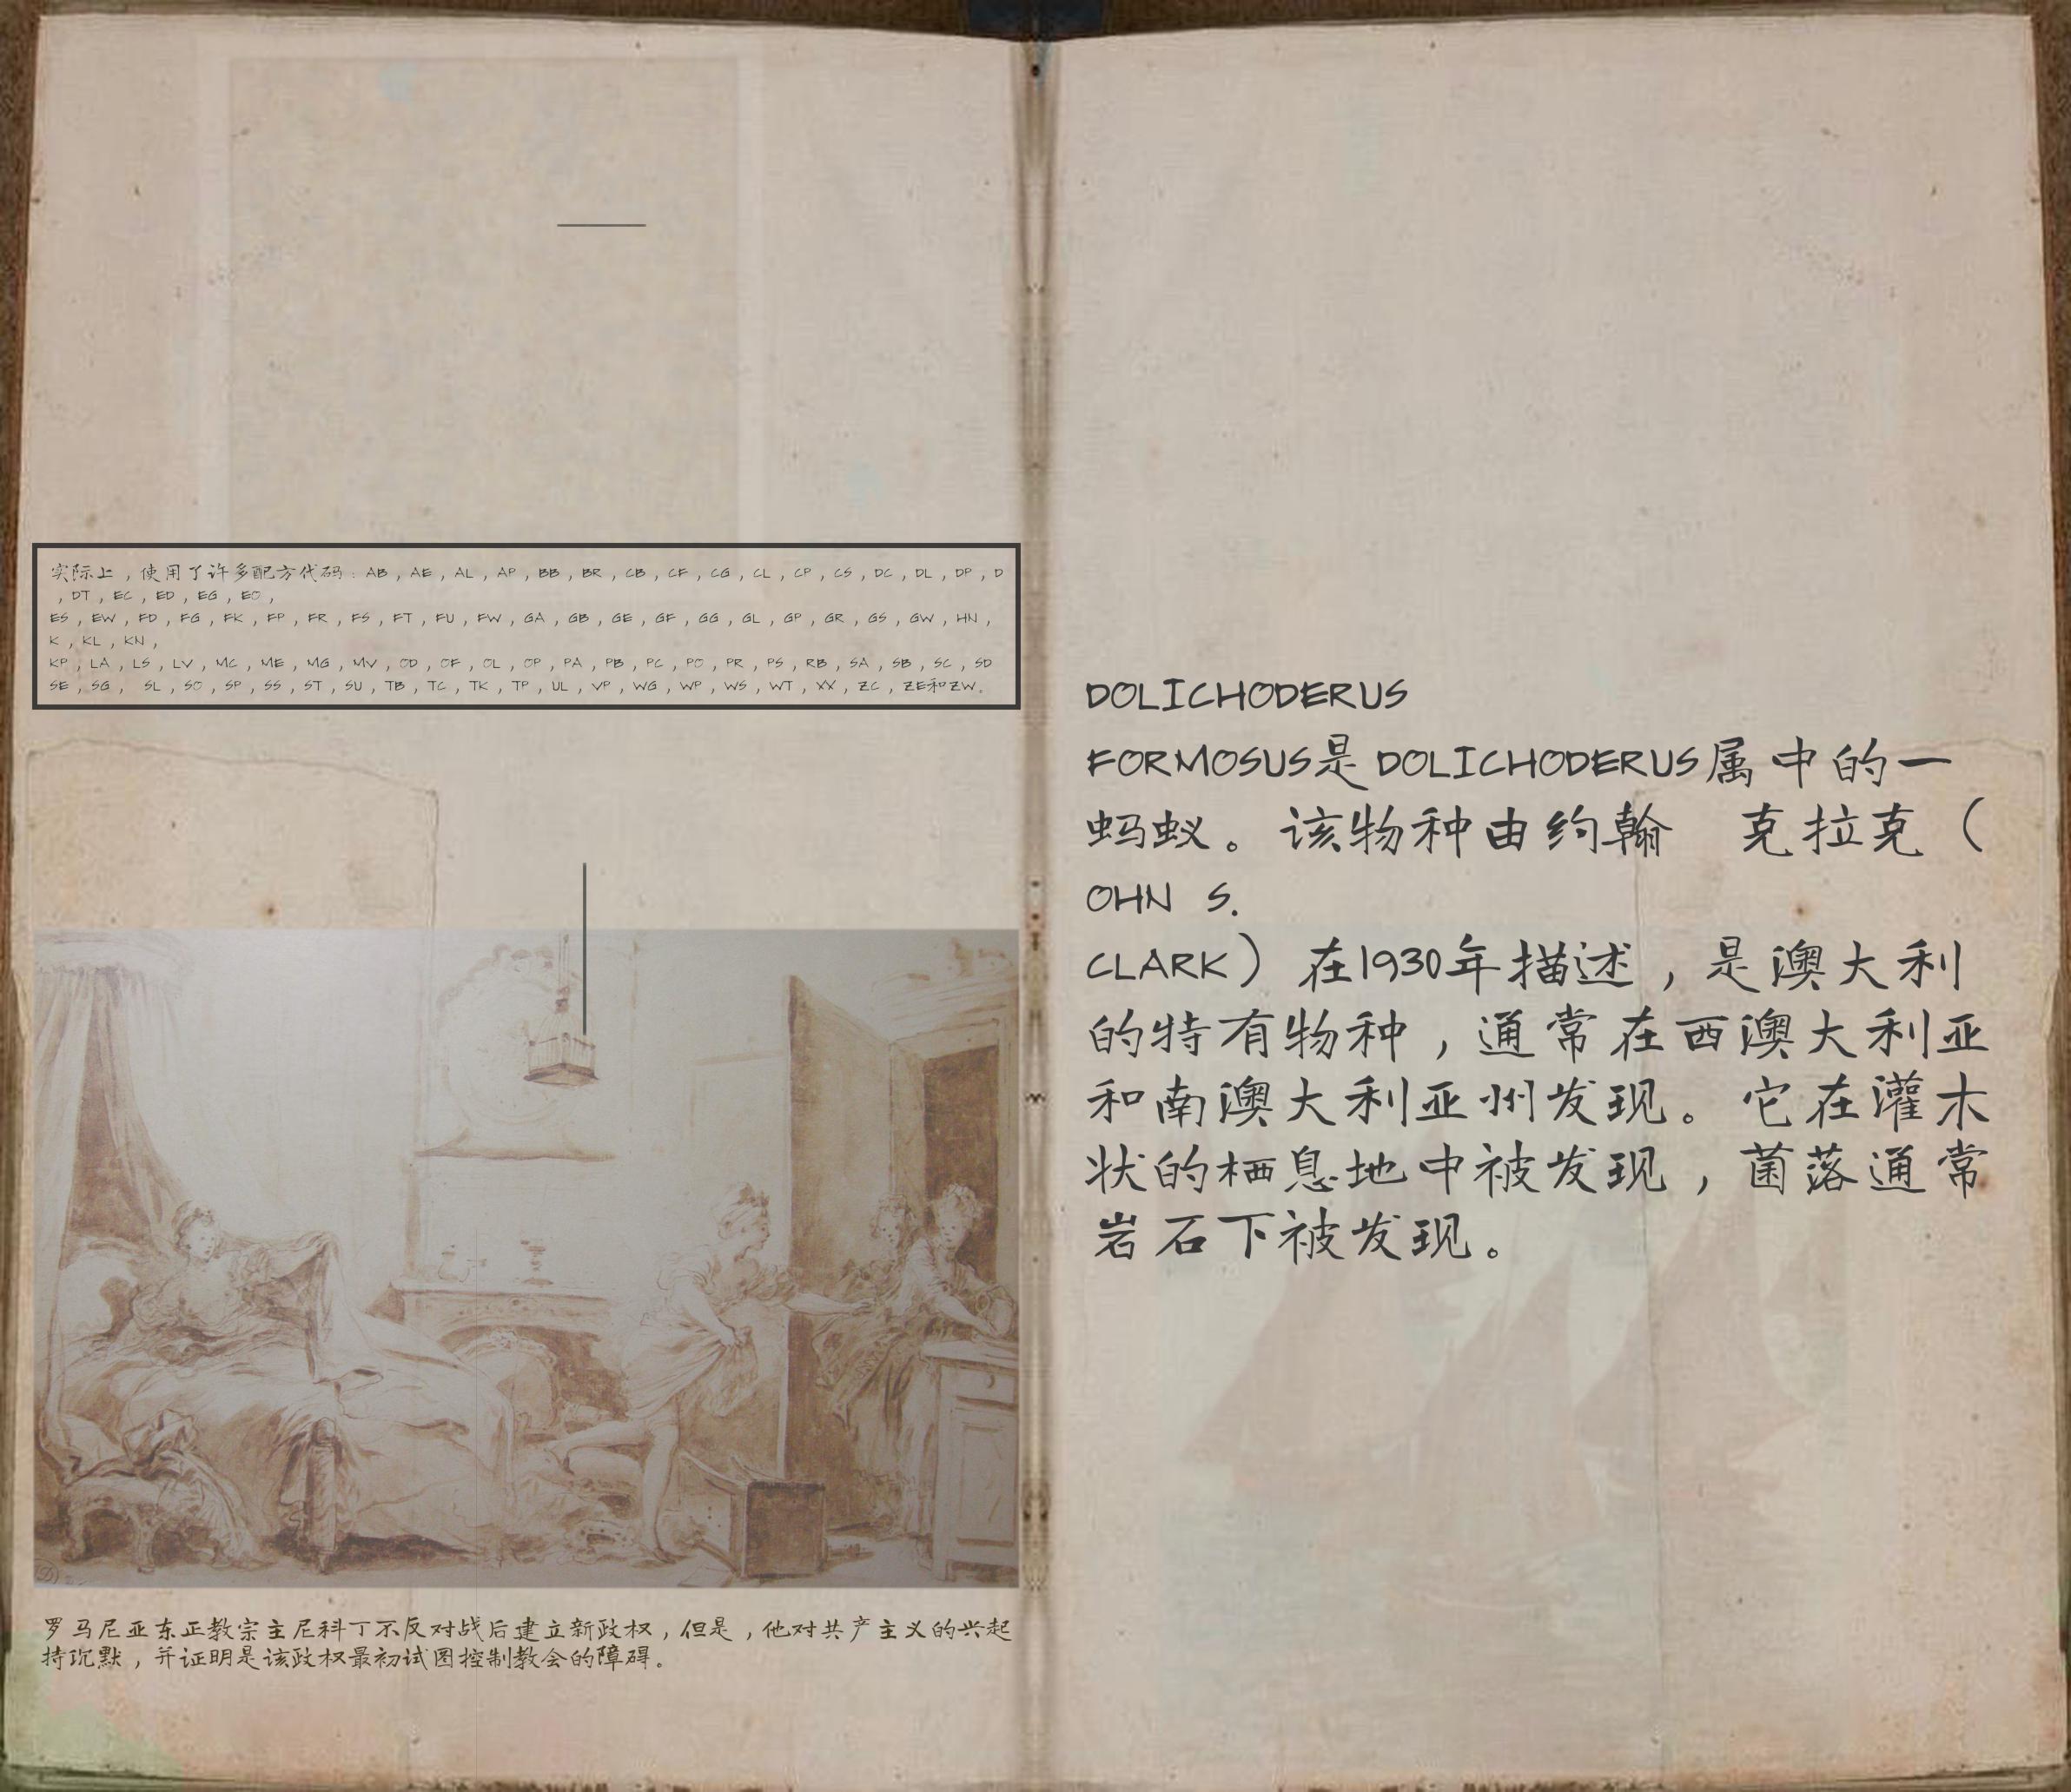 实际上，使用了许多配方代码：AB，AE，AL，AP，BB，BR，CB，CF，CG，CL，CP，CS，DC，DL，DP，D
，DT，EC，ED，EG，EO，
ES，EW，FD，FG，FK，FP，FR，FS，FT，FU，FW，GA，GB，GE，GF，GG，GL，GP，GR，GS，GW，HN，
K，KL，KN，
KP，LA，LS，LV，MC，ME，MG，MV，OD，OF，OL，OP，PA，PB，PC，PO，PR，PS，RB，SA，SB，SC，SD
SE，SG， SL，SO，SP，SS，ST，SU，TB，TC，TK，TP，UL，VP，WG，WP，WS，WT，XX，ZC，ZE和ZW。
罗马尼亚东正教宗主尼科丁不反对战后建立新政权，但是，他对共产主义的兴起
持沉默，并证明是该政权最初试图控制教会的障碍。
DOLICHODERUS
FORMOSUS是DOLICHODERUS属中的一
蚂蚁。该物种由约翰 克拉克（
OHN S.
CLARK）在1930年描述，是澳大利
的特有物种，通常在西澳大利亚
和南澳大利亚州发现。它在灌木
状的栖息地中被发现，菌落通常
岩石下被发现。